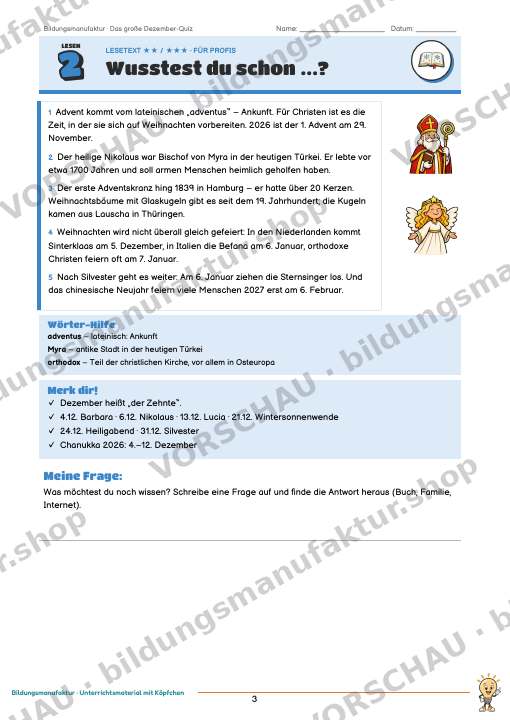 Bildungsmanufaktur · Das große Dezember-Quiz Name: ____________ Datum: ____________
LESEN
2
LESETEXT ★★ / ★★★ · FÜR PROFIS
Wusstest du schon …?
1 Advent kommt vom lateinischen „adventus" – Ankunft. Für Christen ist es die
Zeit, in der sie sich auf Weihnachten vorbereiten. 2026 ist der 1. Advent am 29.
November.
2 Der heilige Nikolaus war Bischof von Myra in der heutigen Türkei. Er lebte vor
etwa 1700 Jahren und soll armen Menschen heimlich geholfen haben.
3 Der erste Adventskranz hing 1839 in Hamburg – er hatte über 20 Kerzen.
Weihnachtsbäume mit Glaskugeln gibt es seit dem 19. Jahrhundert; die Kugeln
kamen aus Lauscha in Thüringen.
4 Weihnachten wird nicht überall gleich gefeiert: In den Niederlanden kommt
Sinterklaas am 5. Dezember, in Italien die Befana am 6. Januar, orthodoxe
Christen feiern oft am 7. Januar.
5 Nach Silvester geht es weiter: Am 6. Januar ziehen die Sternsinger los. Und
das chinesische Neujahr feiern viele Menschen 2027 erst am 6. Februar.
Wörter-Hilfe
adventus – lateinisch: Ankunft
Myra – antike Stadt in der heutigen Türkei
orthodox – Teil der christlichen Kirche, vor allem in Osteuropa
Merk dir!
✓ Dezember heißt „der Zehnte".
✓ 4.12. Barbara · 6.12. Nikolaus · 13.12. Lucia · 21.12. Wintersonnenwende
✓ 24.12. Heiligabend · 31.12. Silvester
✓ Chanukka 2026: 4.–12. Dezember
Meine Frage:
Was möchtest du noch wissen? Schreibe eine Frage auf und finde die Antwort heraus (Buch, Familie,
Internet).
Bildungsmanufaktur · Unterrichtsmaterial mit Köpfchen
3
VORSCHAU · bildungsmanufaktur.shop